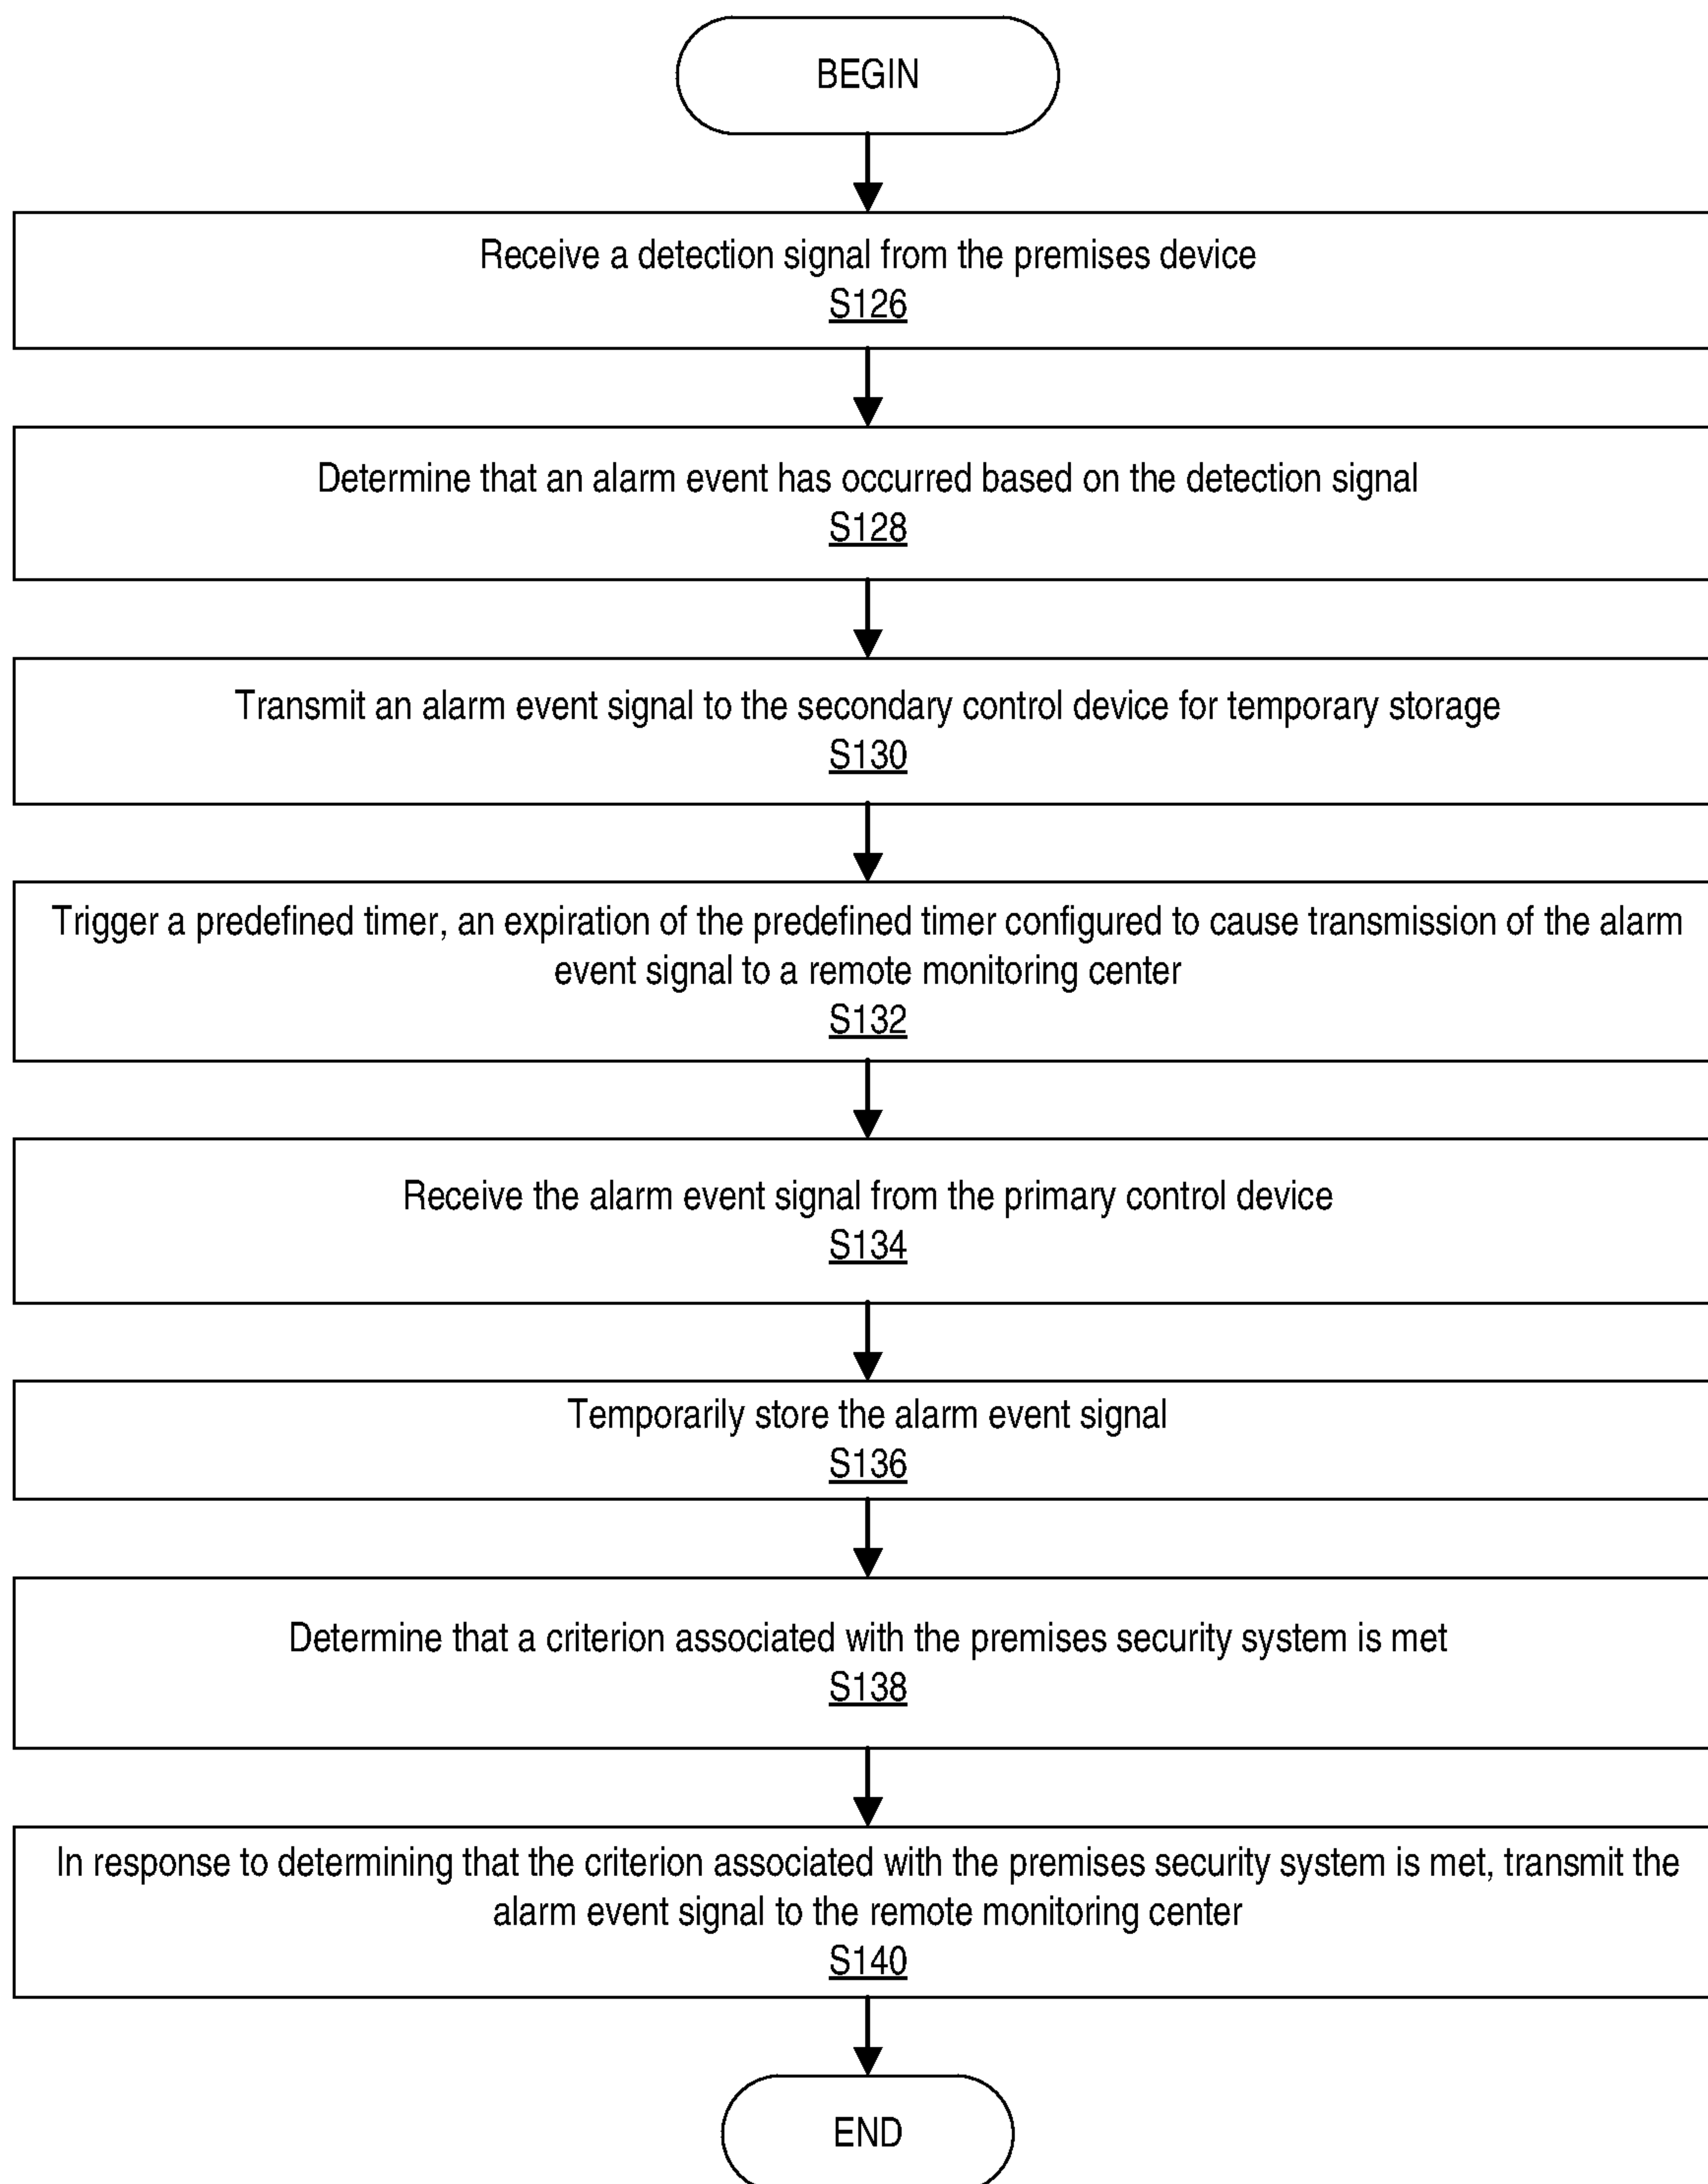 BEGIN
Receive a detection signal from the premises device
S126
Determine that an alarm event has occurred based on the detection signal
S128
Transmit an alarm event signal to the secondary control device for temporary storage
S130
Trigger a predefined timer, an expiration of the predefined timer configured to cause transmission of the alarm
event signal to a remote monitoring center
S132
Receive the alarm event signal from the primary control device
S134
Temporarily store the alarm event signal
S136
Determine that a criterion associated with the premises security system is met
S138
In response to determining that the criterion associated with the premises security system is met, transmit the
alarm event signal to the remote monitoring center
S140
END